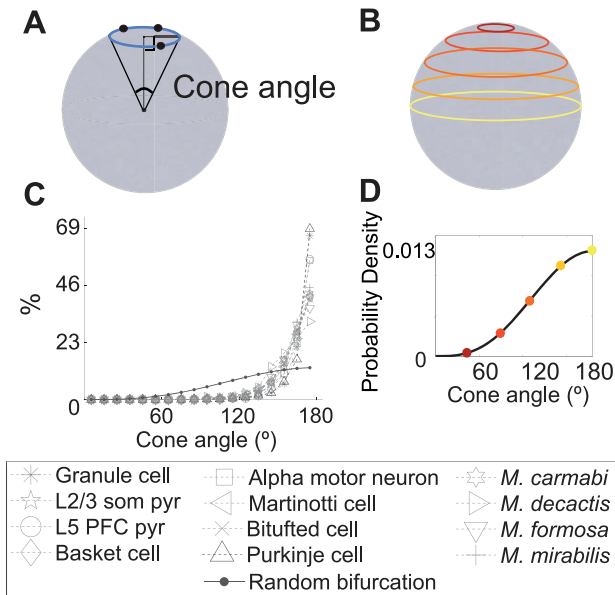 A
Cone angle
B
C
69
46
23
0
%
60
120
180
Cone angle (º)
D
0.013
0
Probability Density
60
120
180
Cone angle (º)
Granule cell
L2/3 som pyr
L5 PFC pyr
Basket cell
Alpha motor neuron
Martinotti cell
Bitufted cell
Purkinje cell
Random bifurcation
M. carmabi
M. decactis
M. formosa
M. mirabilis